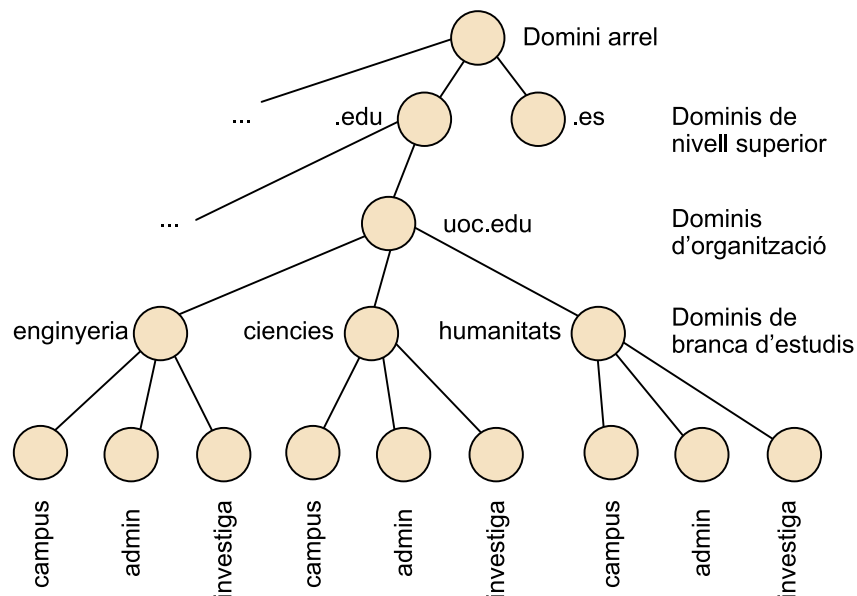 Domini arrel
...
.edu
.es
Dominis de
nivell superior
...
uoc.edu
Dominis
d'organització
enginyeria
ciencies
humanitats
Dominis de
branca d'estudis
campus
admin
investiga
campus
admin
investiga
campus
admin
investiga